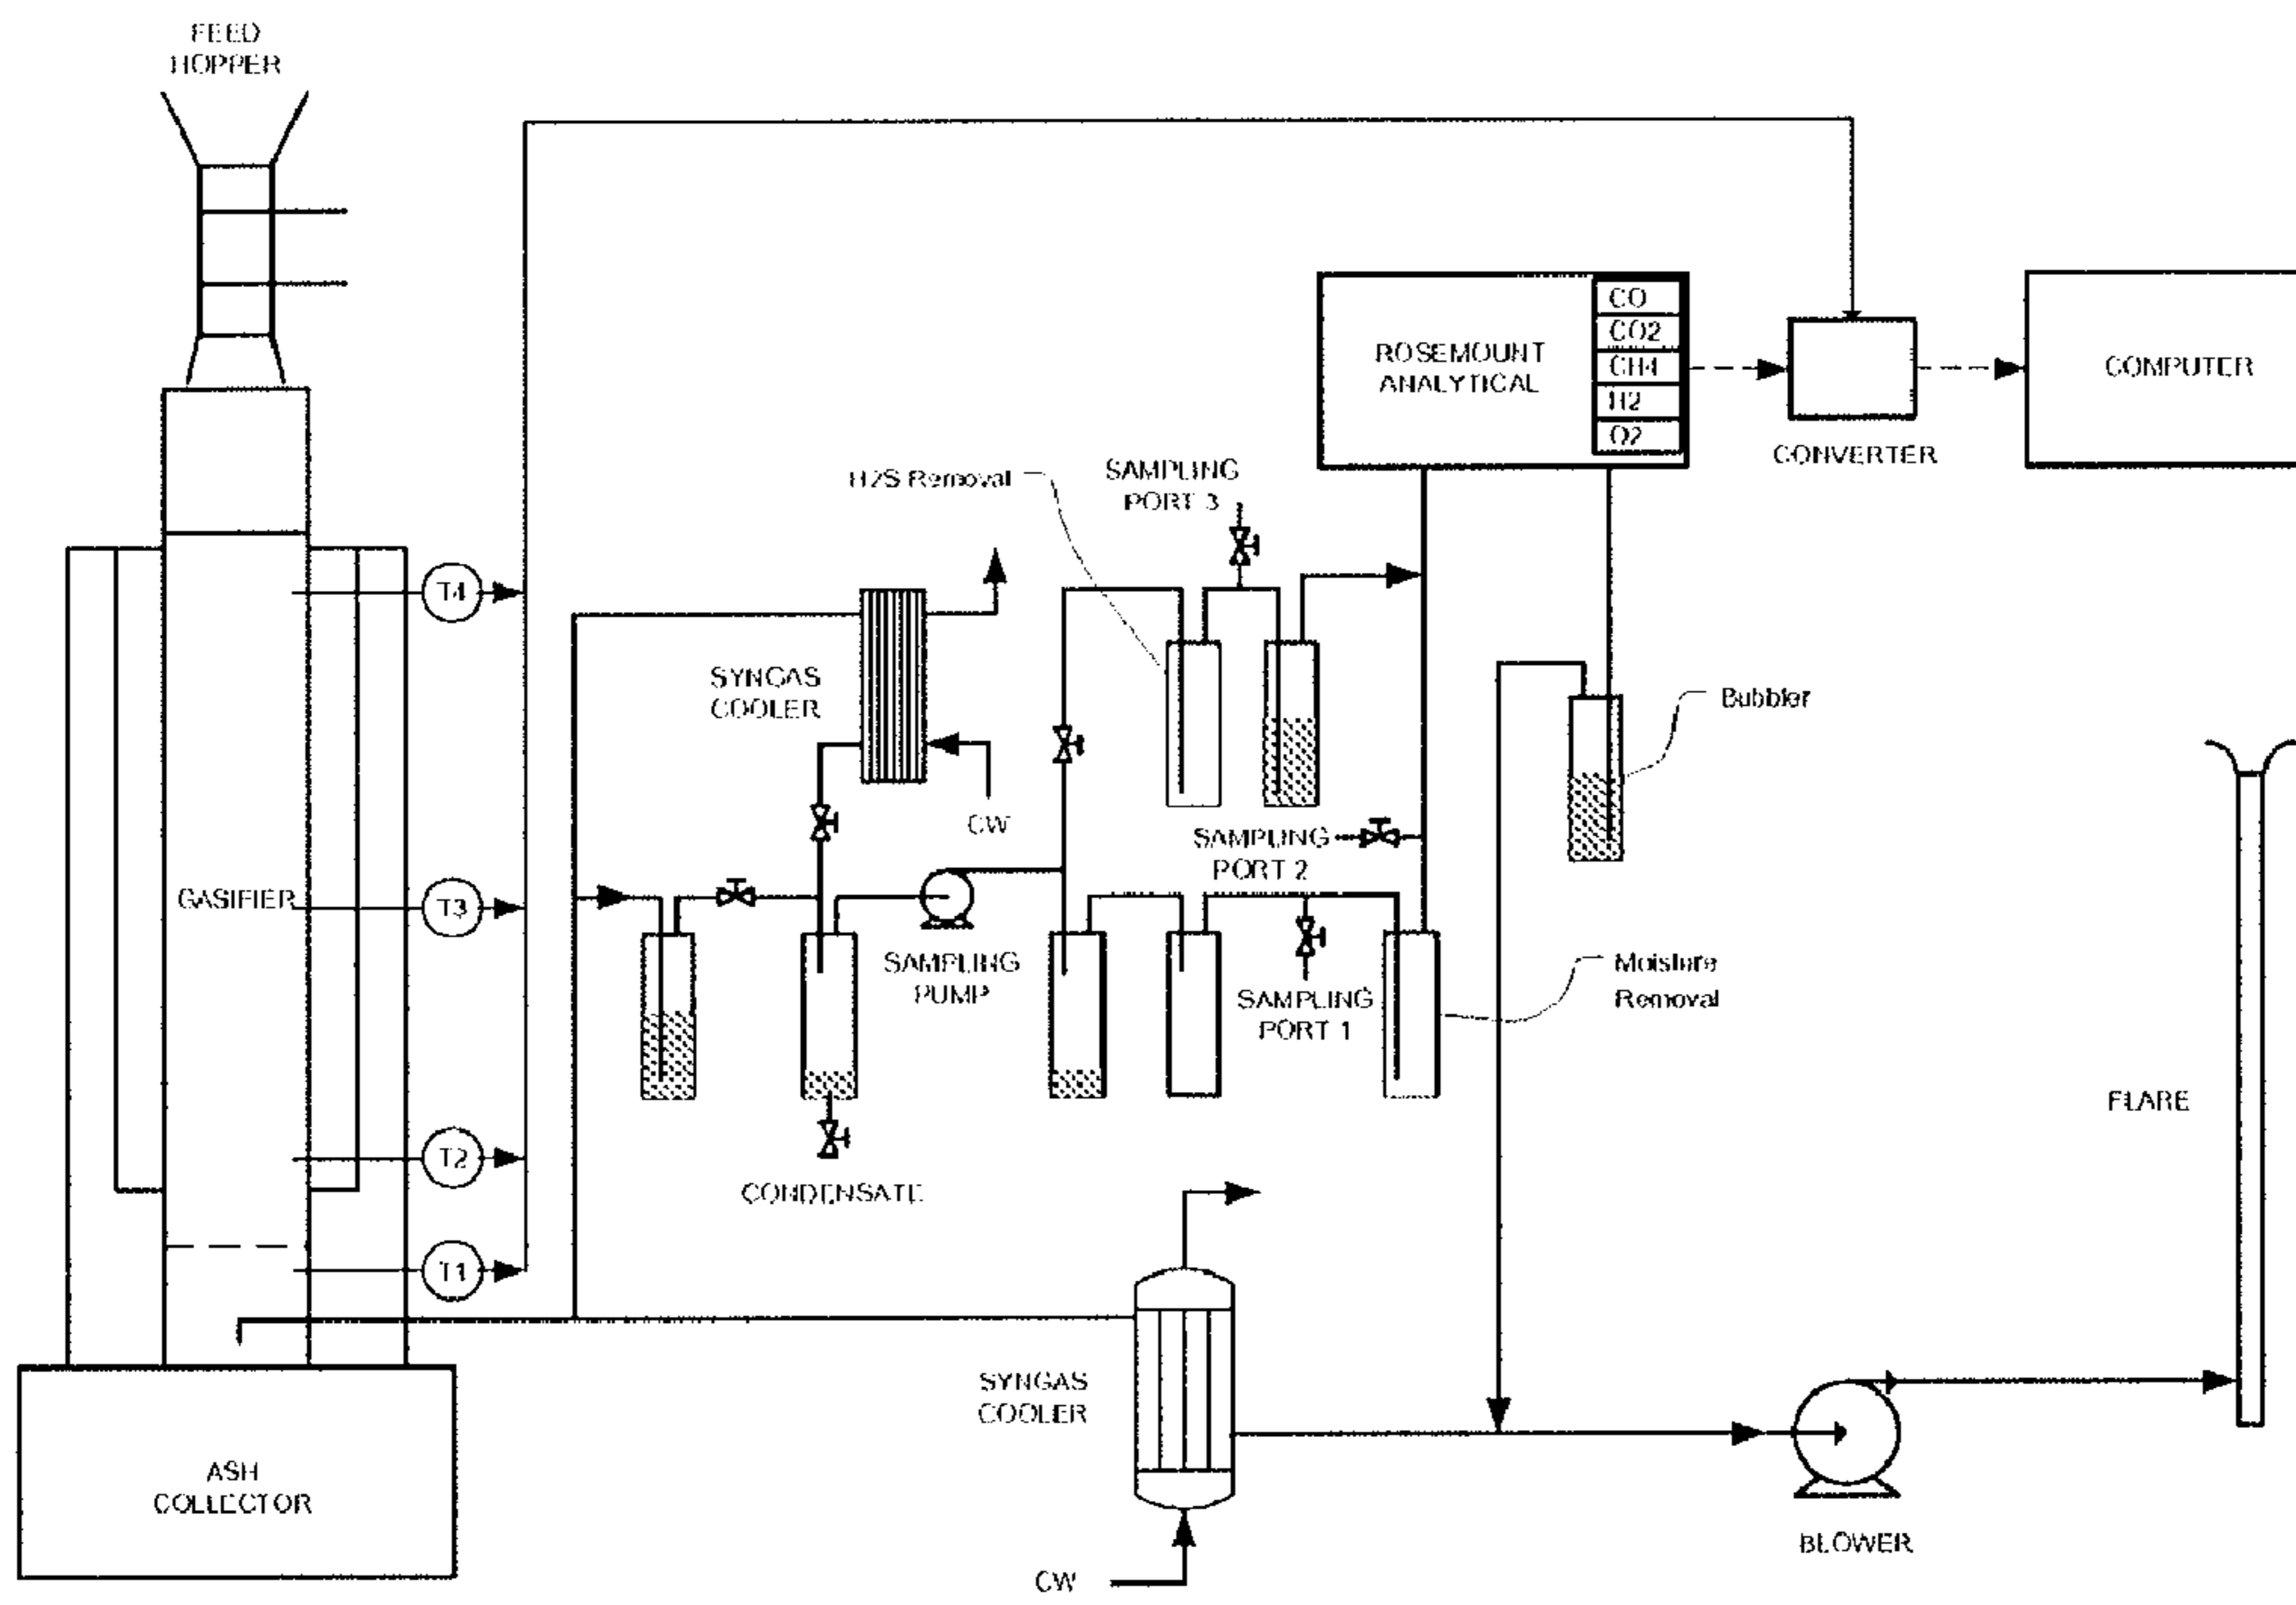 FEED
HOPPER
ROSEMOUNT
ANALYTICAL
CO
CO2
CH4
H2
O2
CONVERTER
COMPUTER
H2S Removal
SAMPLING
PORT 3
T4
SYNGAS
COOLER
CW
Bubbler
SAMPLING
PORT 2
GASIFIER
T3
SAMPLING
PUMP
SAMPLING
PORT 1
Moisture
Removal
FLARE
T2
CONDENSATE
T1
SYNGAS
COOLER
ASH
COLLECTOR
BLOWER
CW